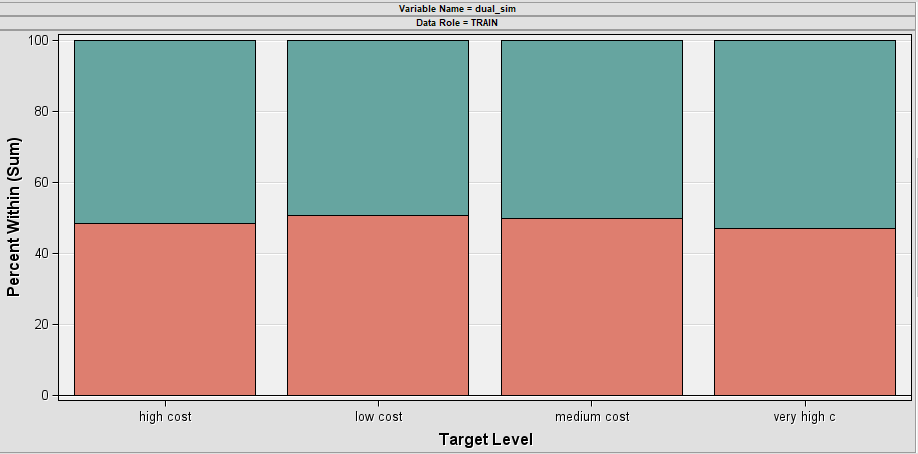 Variable Name = dual_sim
Data Role = TRAIN
100
80
60
40
20
0
Percent Within (Sum)
high cost
low cost
medium cost
very high c
Target Level